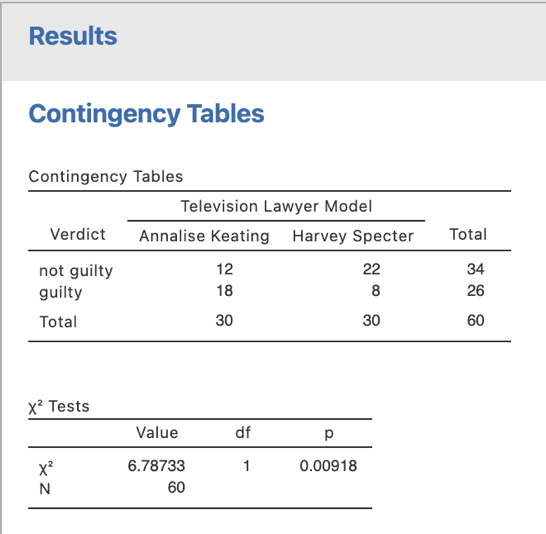 Results
Contingency Tables
Contingency Tables
Television Lawyer Model
Verdict Annalise Keating Harvey Specter Total
not guilty 12 22 34
guilty 18 8 26
Total 30 30 60
χ² Tests
Value df p
χ² 6.78733 1 0.00918
N 60